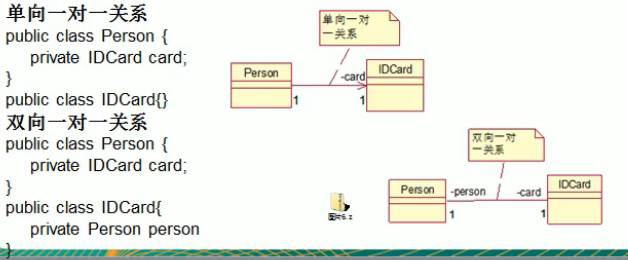 单向一对一关系
public class Person {
private IDCard card;
}
public class IDCard{}
双向一对一关系
public class Person {
private IDCard card;
}
public class IDCard{
private Person person
}
单向一对
一关系
Person
-card
IDCard
1
1
双向一对
一关系
Person
-person
-card
IDCard
1
1
图片6.2